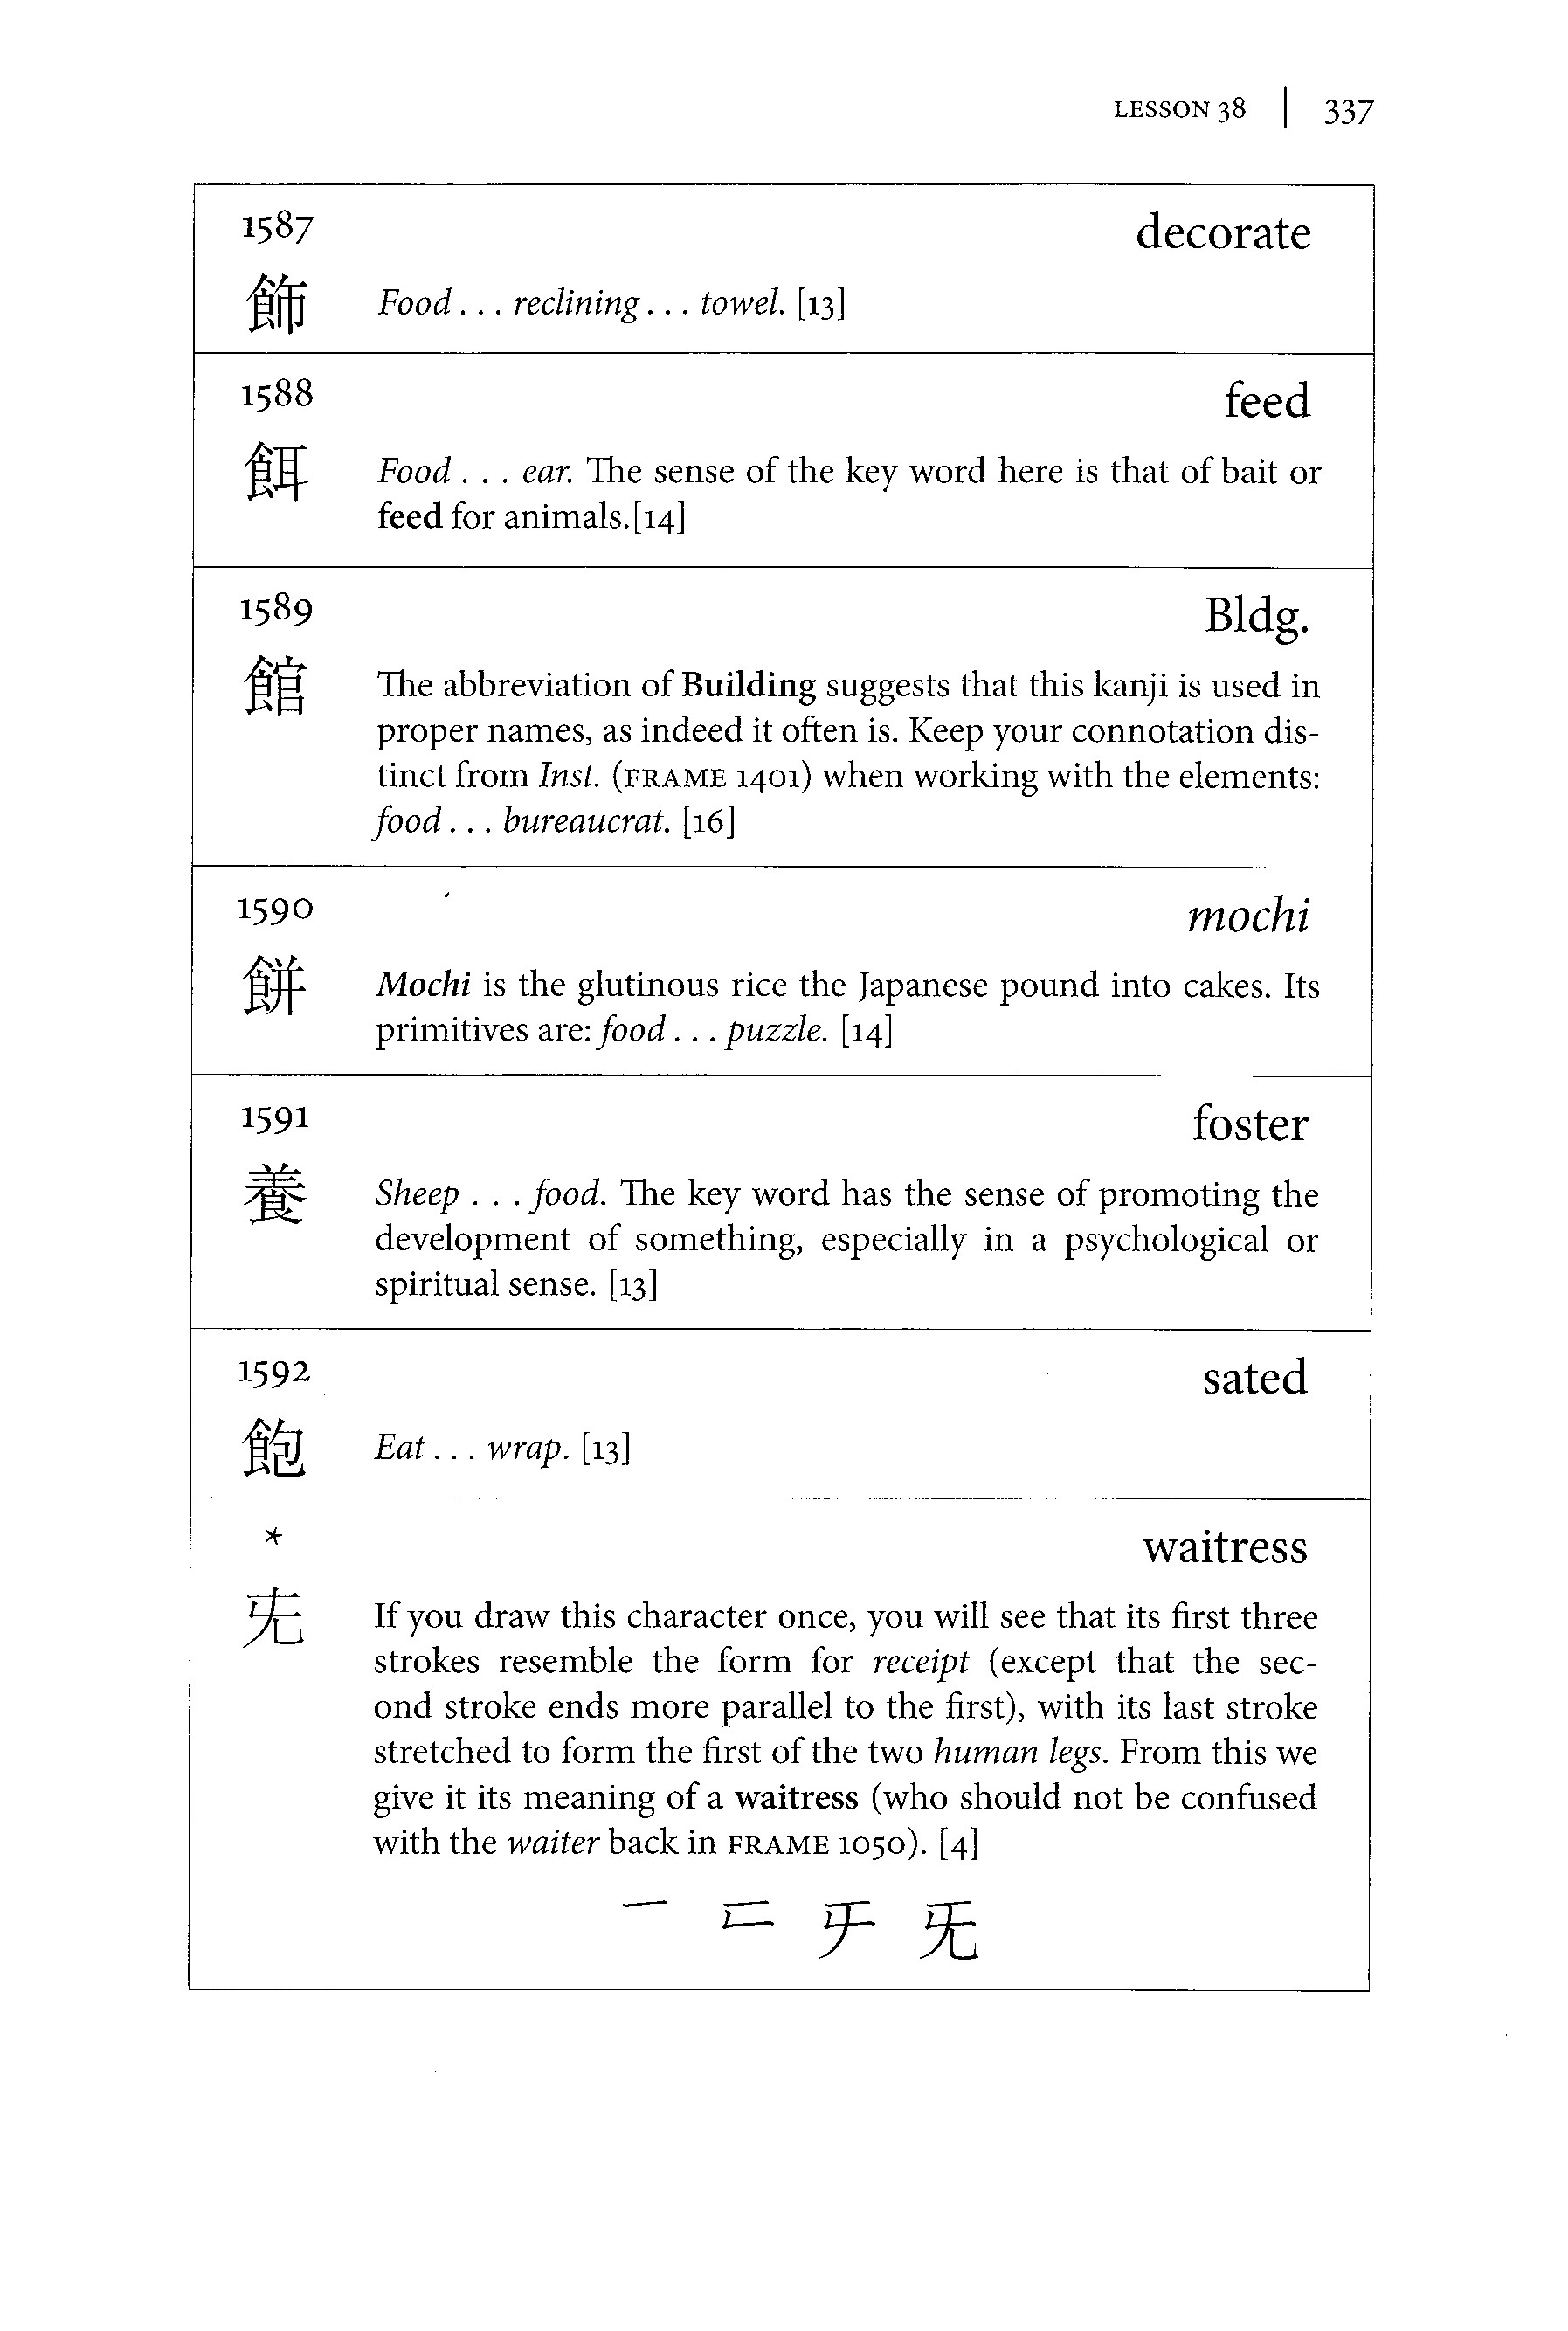 LESSON 38 | 337
1587 decorate
飾 Food . . . reclining . . . towel. [13]
1588 feed
餌 Food . . . ear. The sense of the key word here is that of bait or
feed for animals.[14]
1589 Bldg.
館 The abbreviation of Building suggests that this kanji is used in
proper names, as indeed it often is. Keep your connotation dis-
tinct from Inst. (FRAME 1401) when working with the elements:
food . . . bureaucrat. [16]
1590 mochi
餅 Mochi is the glutinous rice the Japanese pound into cakes. Its
primitives are: food . . . puzzle. [14]
1591 foster
養 Sheep . . . food. The key word has the sense of promoting the
development of something, especially in a psychological or
spiritual sense. [13]
1592 sated
飽 Eat . . . wrap. [13]
* waitress
旡 If you draw this character once, you will see that its first three
strokes resemble the form for receipt (except that the sec-
ond stroke ends more parallel to the first), with its last stroke
stretched to form the first of the two human legs. From this we
give it its meaning of a waitress (who should not be confused
with the waiter back in FRAME 1050). [4]